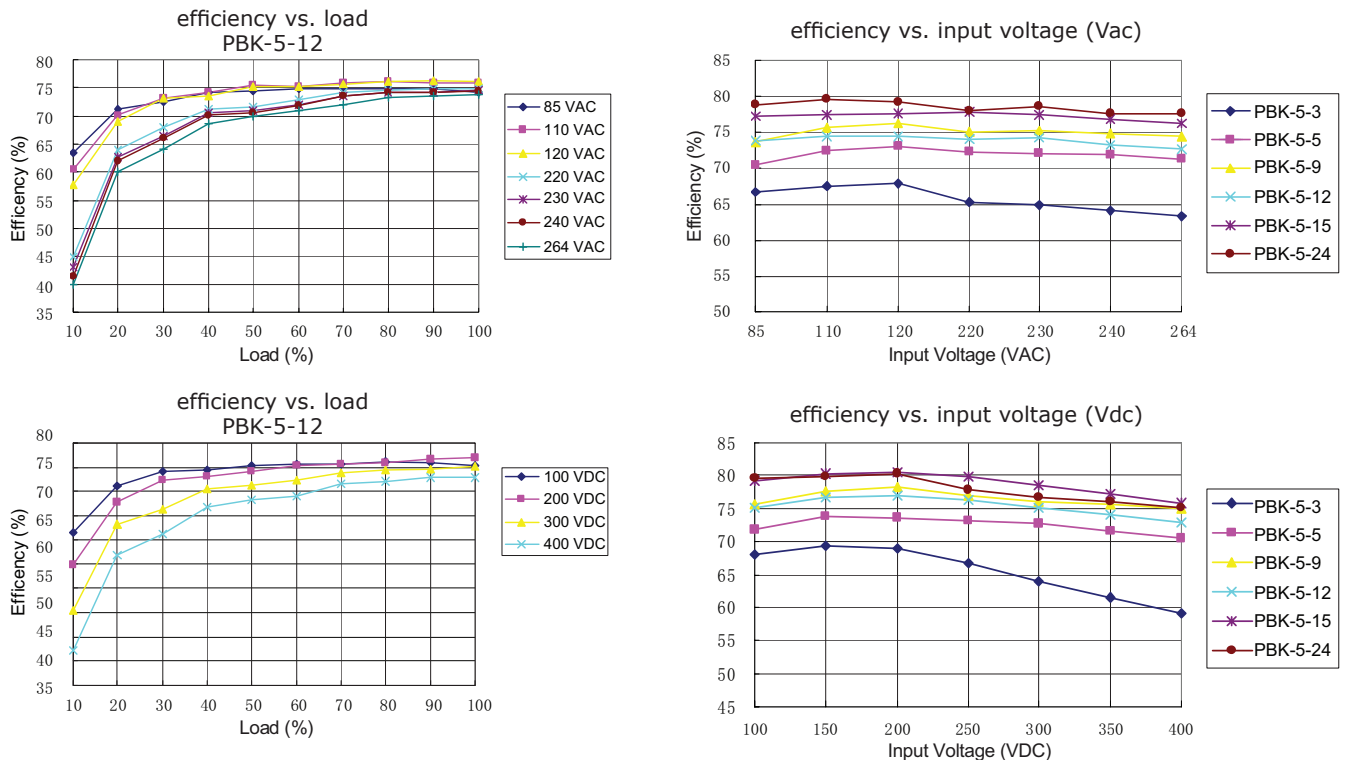 efficiency vs. load
PBK-5-12
80
75
70
65
60
55
50
45
40
35
Efficency (%)
10 20 30 40 50 60 70 80 90 100
Load (%)
85 VAC
110 VAC
120 VAC
220 VAC
230 VAC
240 VAC
264 VAC
efficiency vs. input voltage (Vac)
85
80
75
70
65
60
55
50
Efficiency (%)
85 110 120 220 230 240 264
Input Voltage (VAC)
PBK-5-3
PBK-5-5
PBK-5-9
PBK-5-12
PBK-5-15
PBK-5-24
efficiency vs. load
PBK-5-12
80
75
70
65
60
55
50
45
40
35
Efficency (%)
10 20 30 40 50 60 70 80 90 100
Load (%)
100 VDC
200 VDC
300 VDC
400 VDC
efficiency vs. input voltage (Vdc)
85
80
75
70
65
60
55
50
45
Efficiency (%)
100 150 200 250 300 350 400
Input Voltage (VDC)
PBK-5-3
PBK-5-5
PBK-5-9
PBK-5-12
PBK-5-15
PBK-5-24